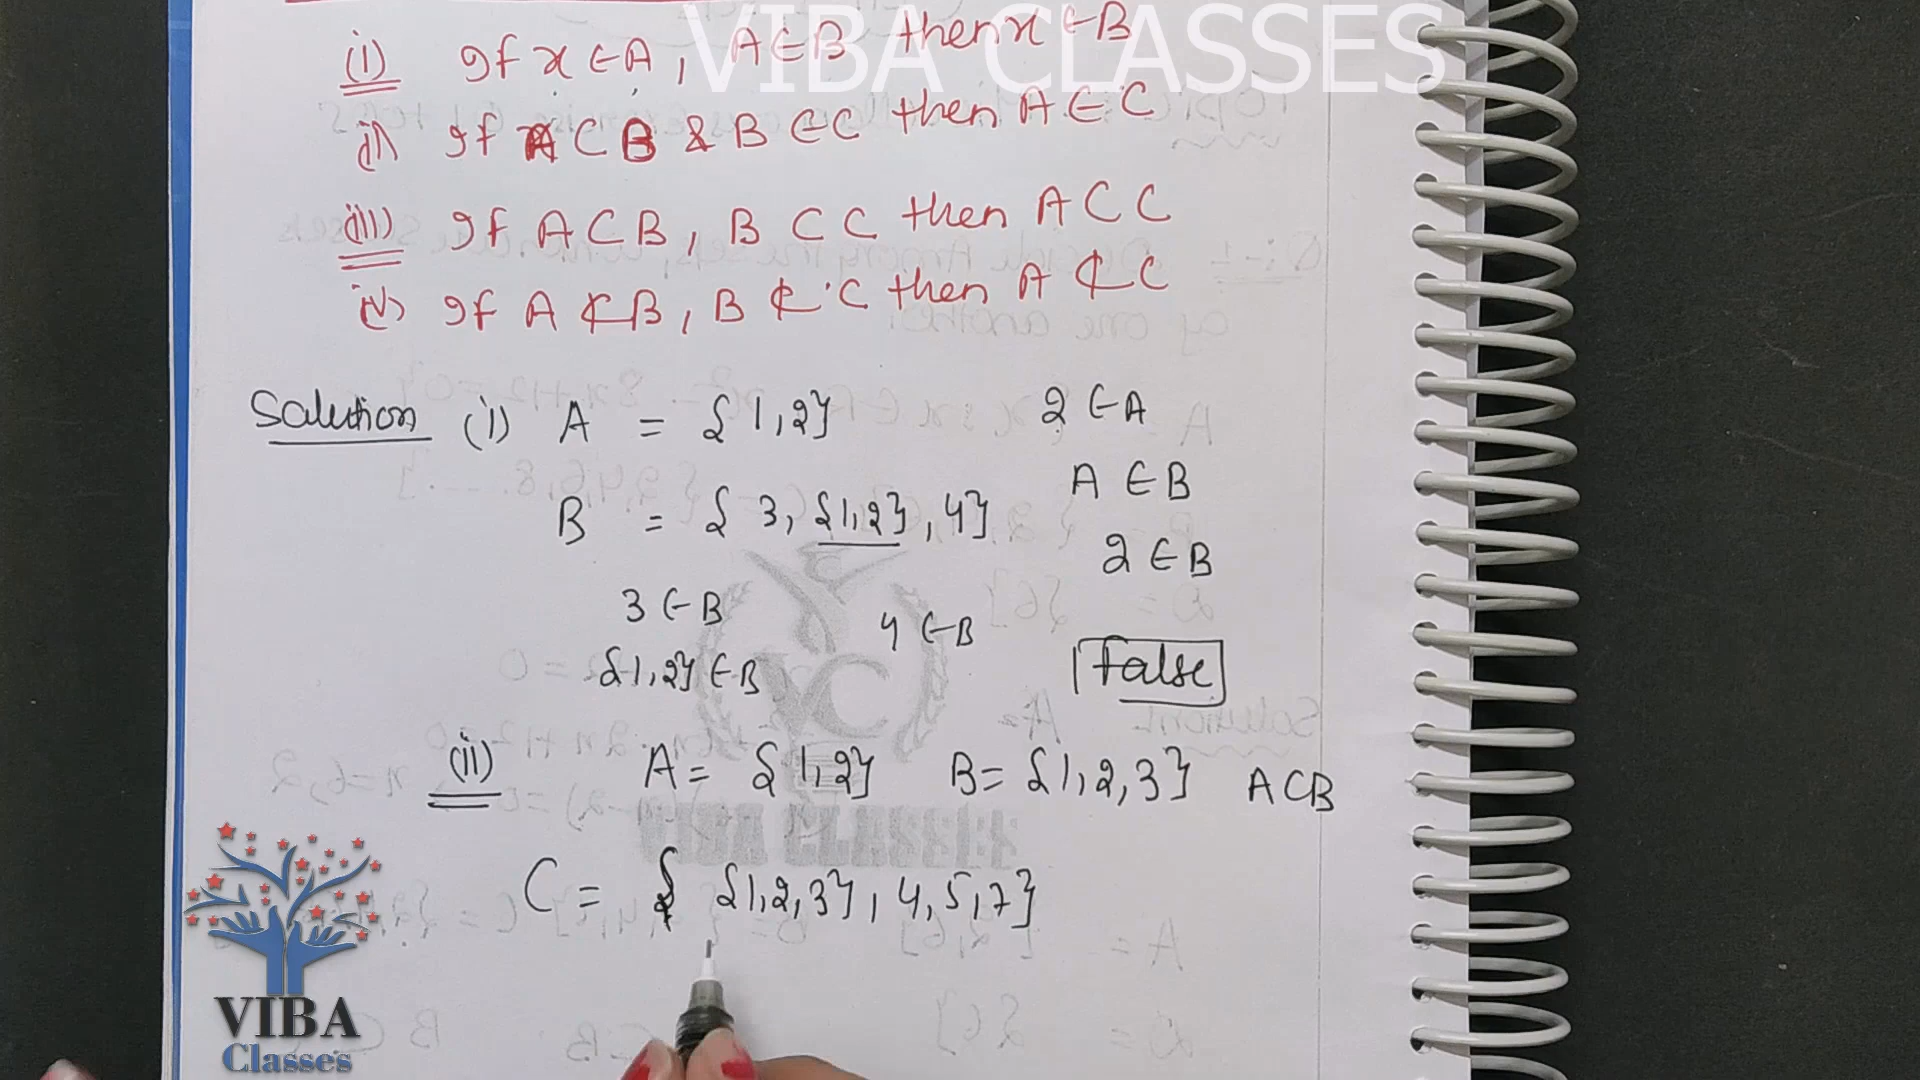 VIBA CLASSES
(i) If x ∈ A, A ∈ B then x ∈ B
ii) If A ⊂ B & B ∈ C then A ∈ C
(iii) If A ⊂ B, B ⊂ C then A ⊂ C
iv) If A ⊄ B, B ⊄ C then A ⊄ C
Solution (i) A = {1,2} 2 ∈ A
A ∈ B
B = {3, {1,2}, 4}
2 ∈ B
3 ∈ B 4 ∈ B
{1,2} ∈ B False
(ii) A = {1,2} B = {1,2,3} A ⊂ B
VIBA CLASSES
C = { {1,2,3}, 4,5,7}
VIBA
Classes